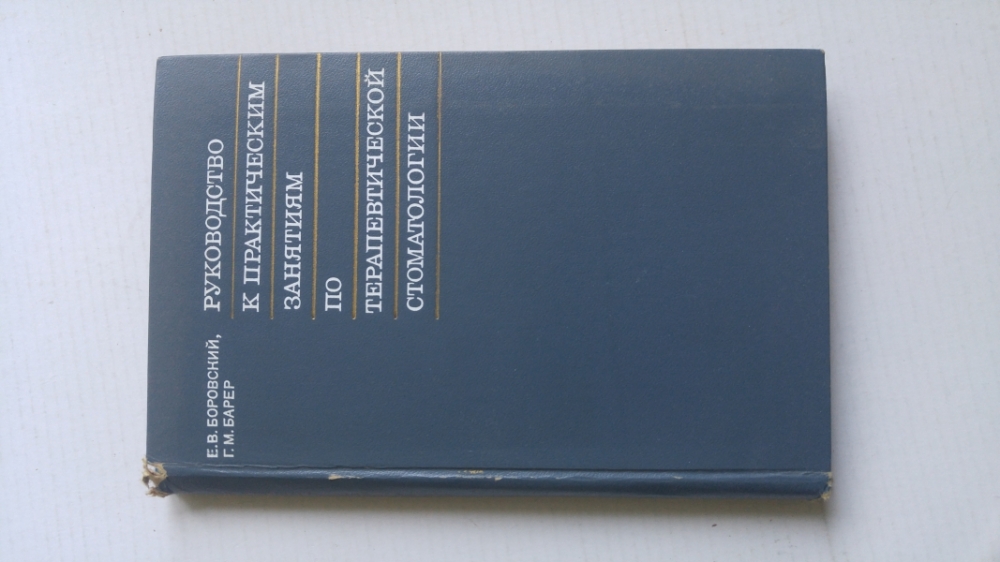 Е.В. БОРОВСКИЙ,
Г.М. БАРЕР
РУКОВОДСТВО
К ПРАКТИЧЕСКИМ
ЗАНЯТИЯМ
ПО
ТЕРАПЕВТИЧЕСКОЙ
СТОМАТОЛОГИИ